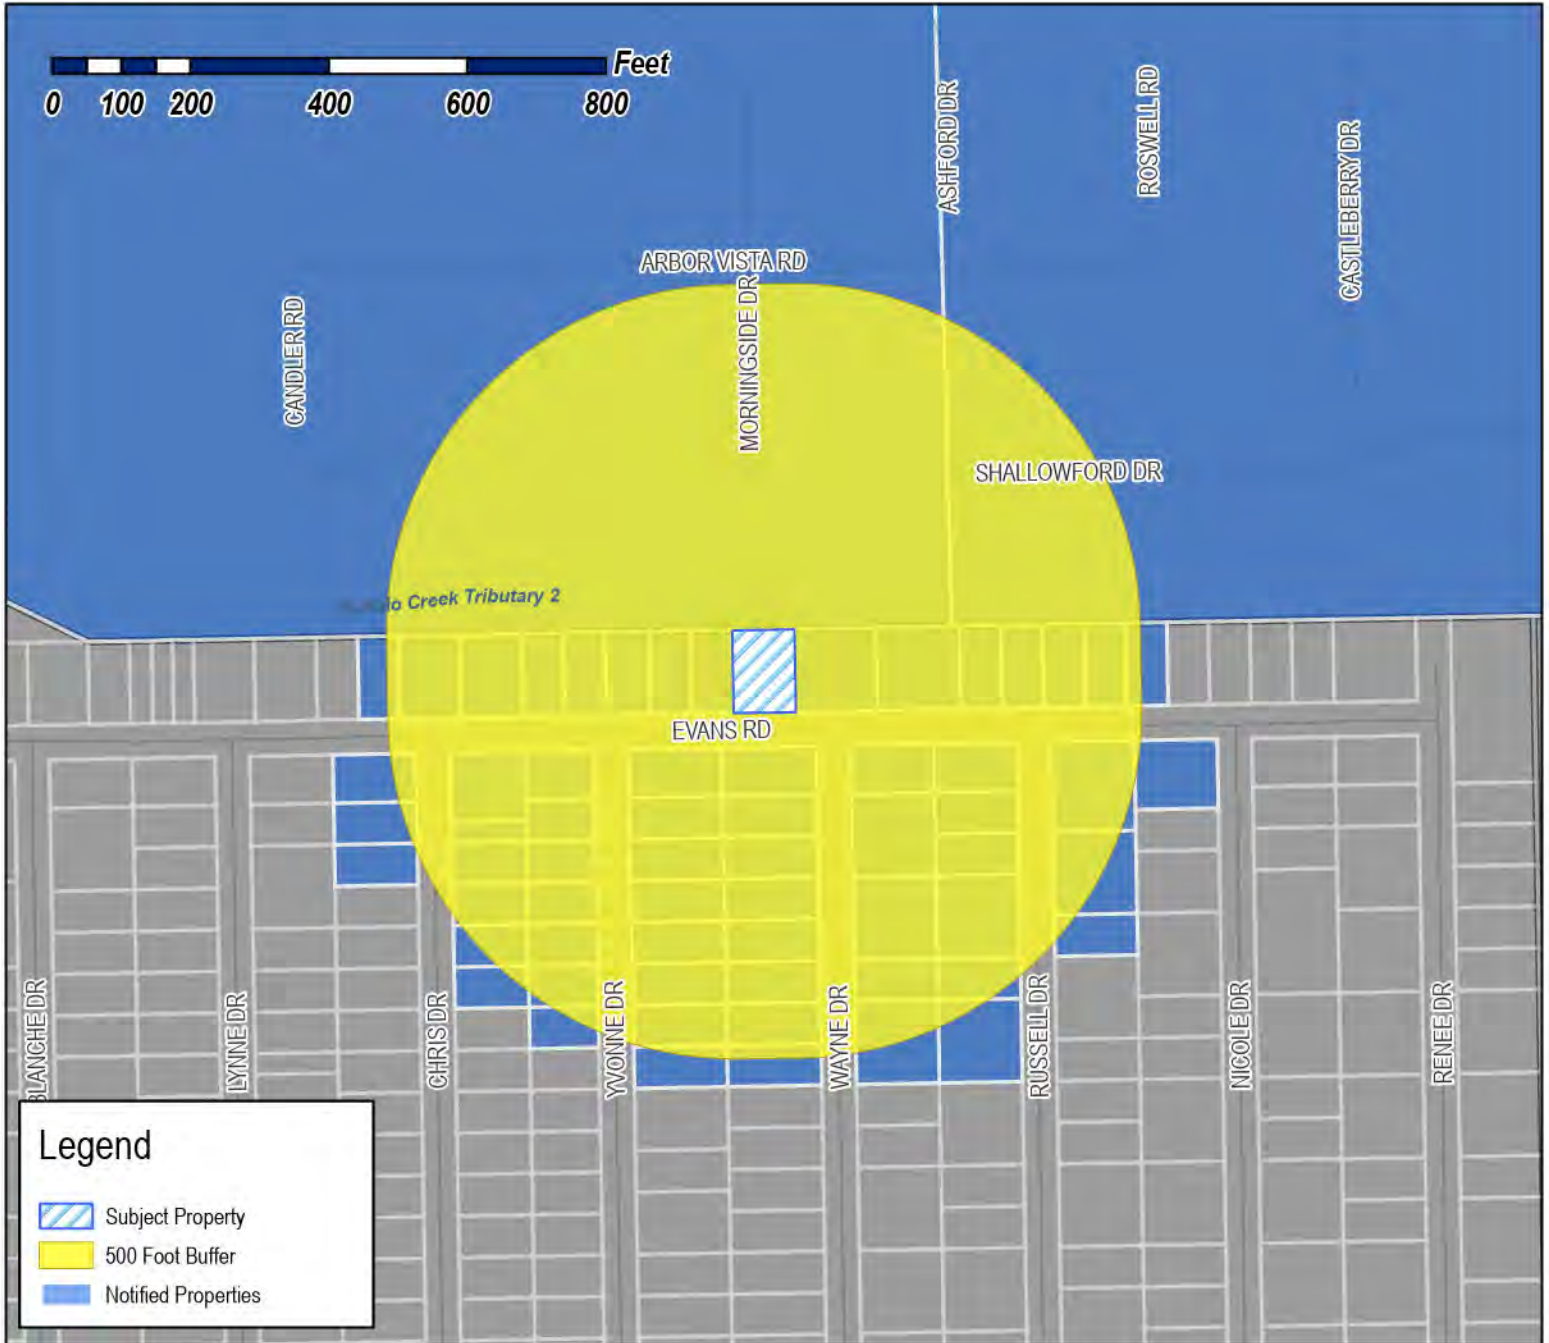 Feet
0 100 200 400 600 800
ASHFORD DR
ROSWELL RD
CASTLEBERRY DR
ARBOR VISTA RD
MORNINGSIDE DR
CANDLER RD
SHALLOWFORD DR
Creek Tributary 2
EVANS RD
BLANCHE DR
LYNNE DR
CHRIS DR
YVONNE DR
WAYNE DR
RUSSELL DR
NICOLE DR
RENEE DR
Legend
Subject Property
500 Foot Buffer
Notified Properties